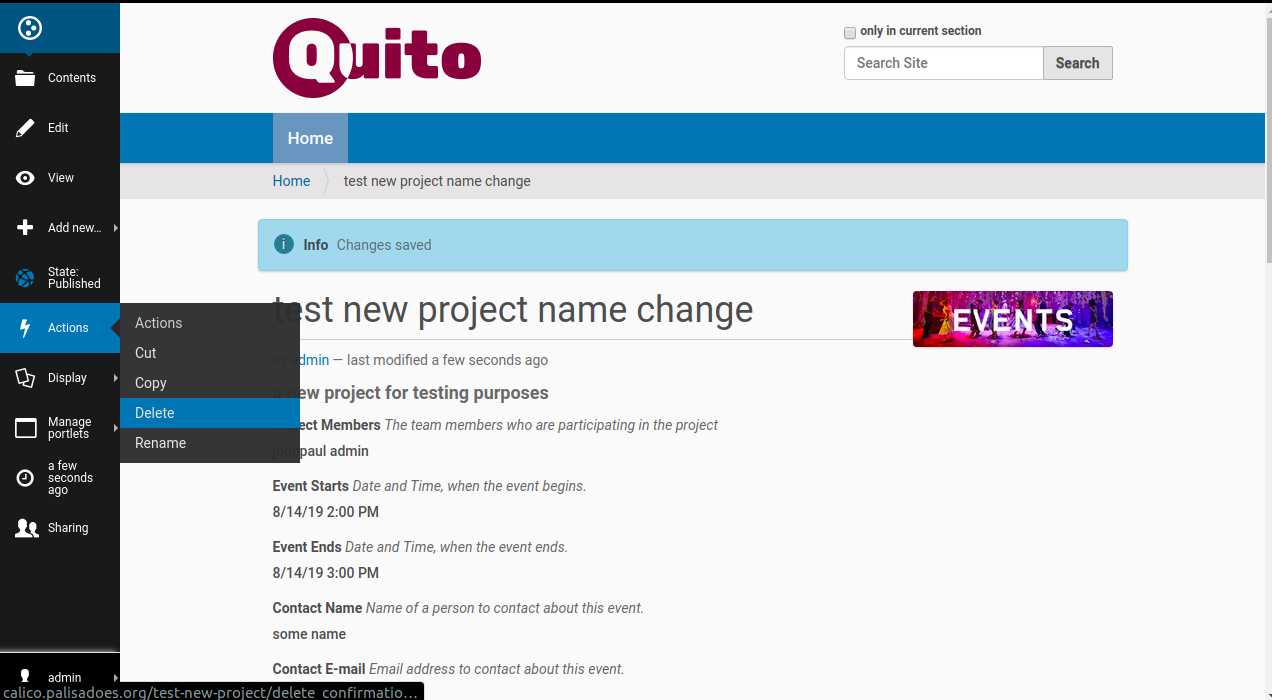 Quito
only in current section
Search Site
Search
Home
Home
test new project name change
Info Changes saved
Contents
Edit
View
Add new...
State:
Published
Actions
Display
Manage
portlets
a few
seconds
ago
Sharing
admin
Actions
Cut
Copy
Delete
Rename
test new project name change
EVENTS
by admin — last modified a few seconds ago
a new project for testing purposes
ect Members The team members who are participating in the project
paul admin
Event Starts Date and Time, when the event begins.
8/14/19 2:00 PM
Event Ends Date and Time, when the event ends.
8/14/19 3:00 PM
Contact Name Name of a person to contact about this event.
some name
Contact E-mail Email address to contact about this event.
calico.palisadoes.org/test-new-project/delete_confirmatio...